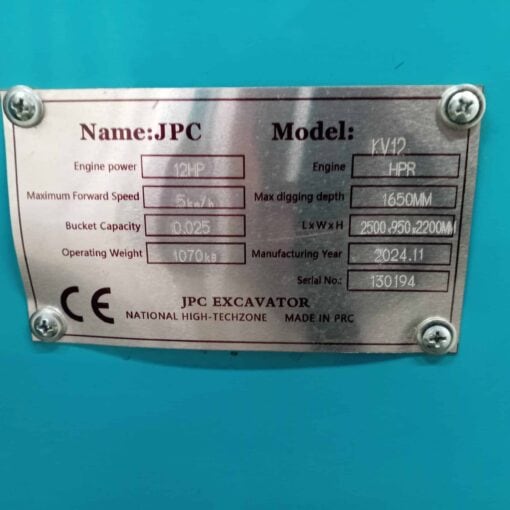 Name:JPC Model: KV12
Engine power 12HP Engine HPR
Maximum Forward Speed 5km/h Max digging depth 1650MM
Bucket Capacity 0.025 LxWxH 2500x950x2200MM
Operating Weight 1070kg Manufacturing Year 2024.11
Serial No.: 130194
CE
JPC EXCAVATOR
NATIONAL HIGH-TECHZONE MADE IN PRC